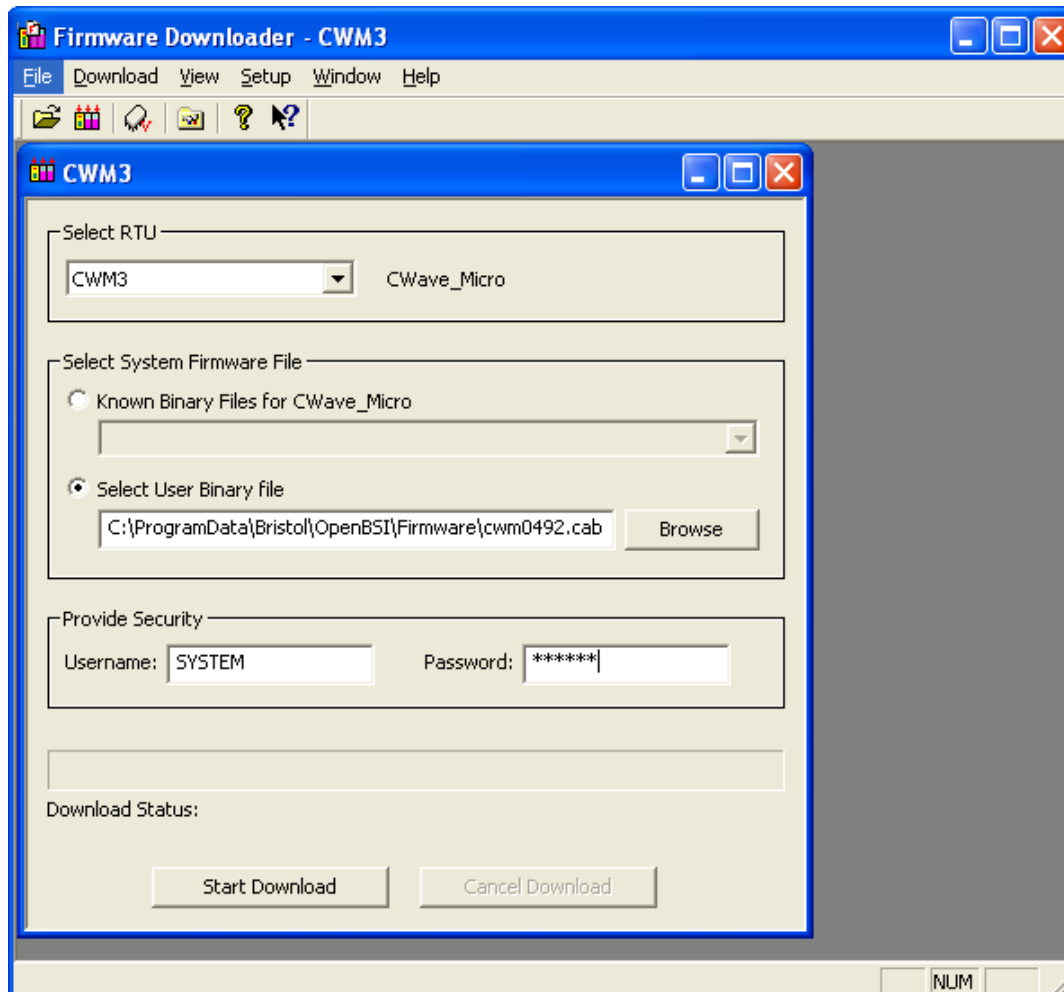 Firmware Downloader - CWM3
File Download View Setup Window Help
CWM3
Select RTU
CWM3 CWave_Micro
Select System Firmware File
Known Binary Files for CWave_Micro
Select User Binary file
C:\ProgramData\Bristol\OpenBSI\Firmware\cwm0492.cab Browse
Provide Security
Username: SYSTEM Password: ******
Download Status:
Start Download Cancel Download
NUM